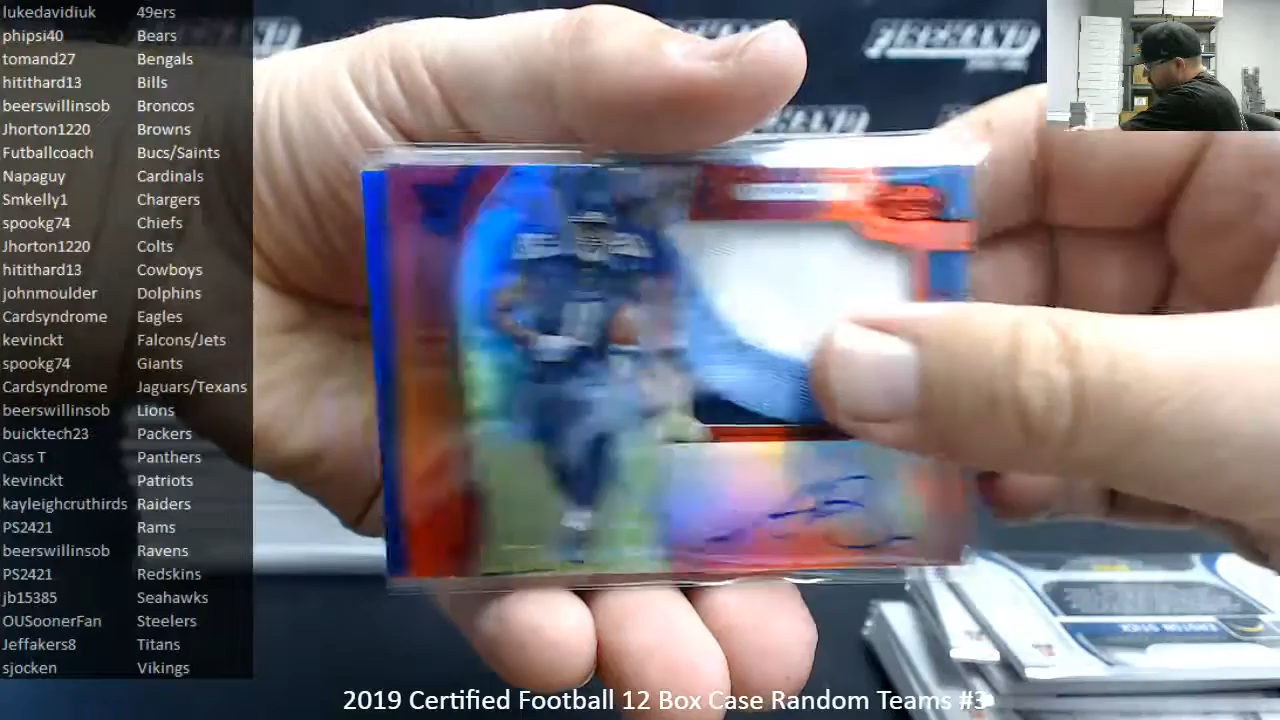 lukedavidiuk 49ers
phipsi40 Bears
tomand27 Bengals
hitithard13 Bills
beerswillinsob Broncos
Jhorton1220 Browns
Futballcoach Bucs/Saints
Napaguy Cardinals
Smkelly1 Chargers
spookg74 Chiefs
Jhorton1220 Colts
hitithard13 Cowboys
johnmoulder Dolphins
Cardsyndrome Eagles
kevinckt Falcons/Jets
spookg74 Giants
Cardsyndrome Jaguars/Texans
beerswillinsob Lions
buicktech23 Packers
Cass T Panthers
kevinckt Patriots
kayleighcruthirds Raiders
PS2421 Rams
beerswillinsob Ravens
PS2421 Redskins
jb15385 Seahawks
OUSoonerFan Steelers
Jeffakers8 Titans
sjocken Vikings
FIREHAND
EASTON STICK
2019 Certified Football 12 Box Case Random Teams #3